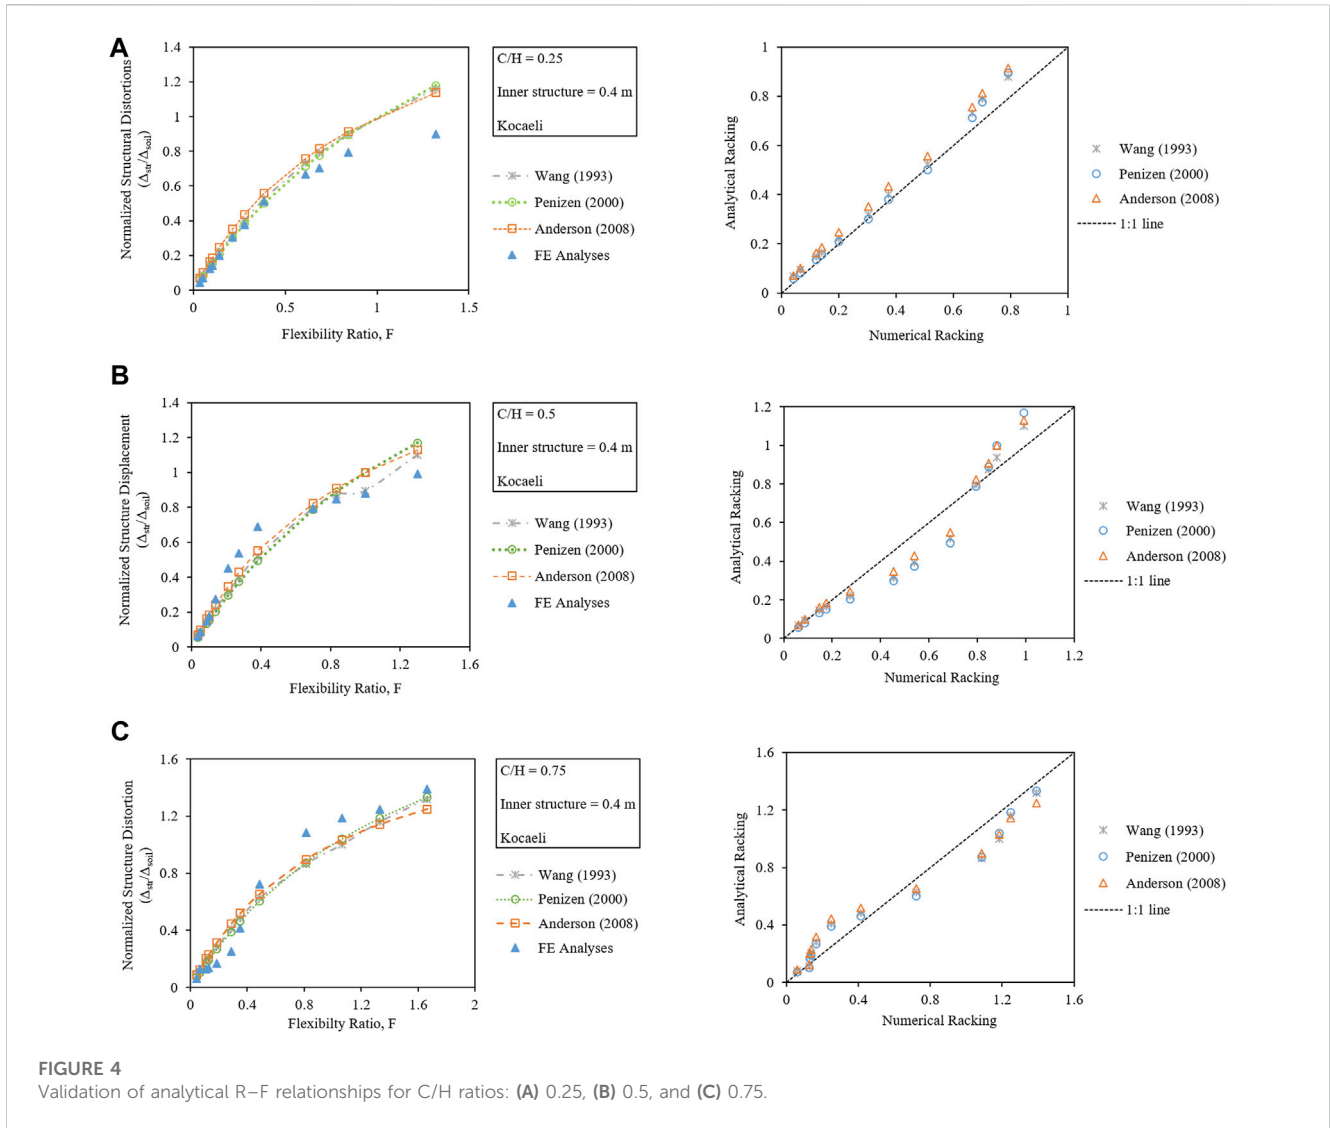 A
Normalized Structural Distortions
(Δstr/Δsoil)
1.4
1.2
1
0.8
0.6
0.4
0.2
0
0
0.5
1
1.5
Flexibility Ratio, F
C/H = 0.25
Inner structure = 0.4 m
Kocaeli
Wang (1993)
Penizen (2000)
Anderson (2008)
FE Analyses
Analytical Racking
1
0.8
0.6
0.4
0.2
0
0
0.2
0.4
0.6
0.8
1
Numerical Racking
Wang (1993)
Penizen (2000)
Anderson (2008)
1:1 line
B
Normalized Structure Displacement
(Δstr/Δsoil)
1.4
1.2
1
0.8
0.6
0.4
0.2
0
0
0.4
0.8
1.2
1.6
Flexibility Ratio, F
C/H = 0.5
Inner structure = 0.4 m
Kocaeli
Wang (1993)
Penizen (2000)
Anderson (2008)
FE Analyses
Analytical Racking
1.2
1
0.8
0.6
0.4
0.2
0
0
0.2
0.4
0.6
0.8
1
1.2
Numerical Racking
Wang (1993)
Penizen (2000)
Anderson (2008)
1:1 line
C
Normalized Structure Distortion
(Δstr/Δsoil)
1.6
1.2
0.8
0.4
0
0
0.4
0.8
1.2
1.6
2
Flexibilty Ratio, F
C/H = 0.75
Inner structure = 0.4 m
Kocaeli
Wang (1993)
Penizen (2000)
Anderson (2008)
FE Analyses
Analytical Racking
1.6
1.2
0.8
0.4
0
0
0.4
0.8
1.2
1.6
Numerical Racking
Wang (1993)
Penizen (2000)
Anderson (2008)
1:1 line
FIGURE 4
Validation of analytical R–F relationships for C/H ratios: (A) 0.25, (B) 0.5, and (C) 0.75.